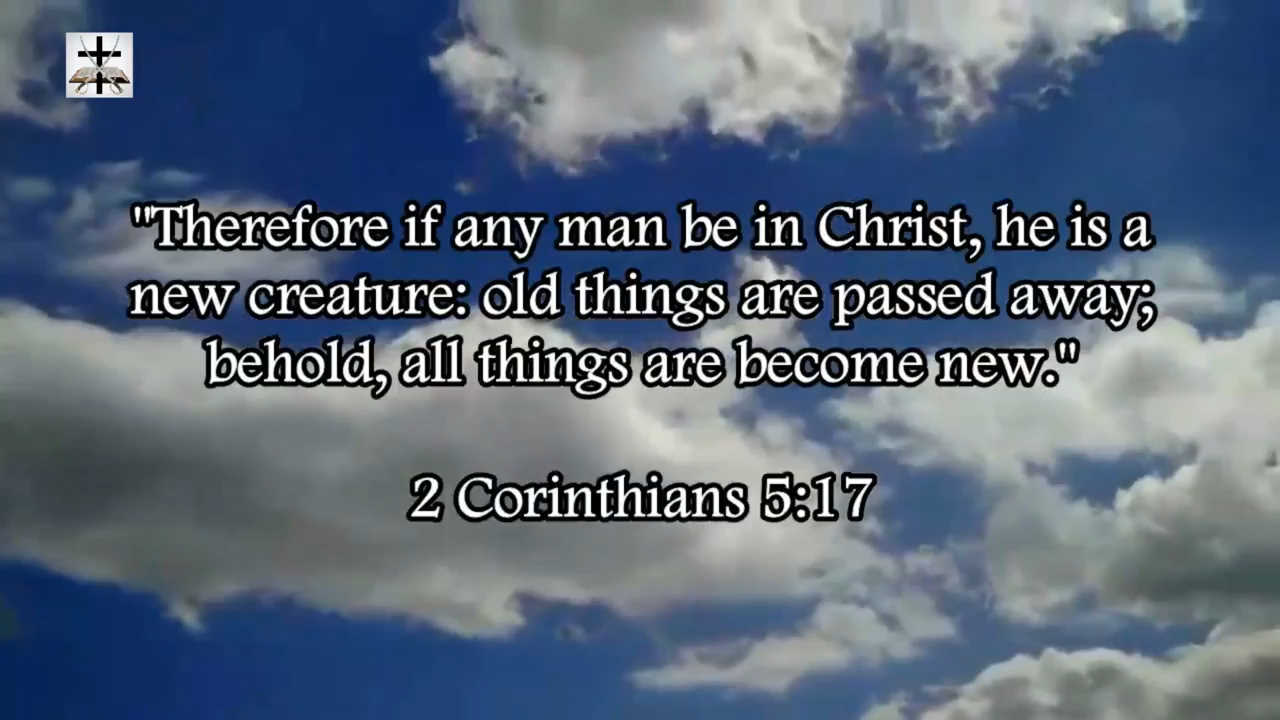 "Therefore if any man be in Christ, he is a
new creature: old things are passed away;
behold, all things are become new."
2 Corinthians 5:17